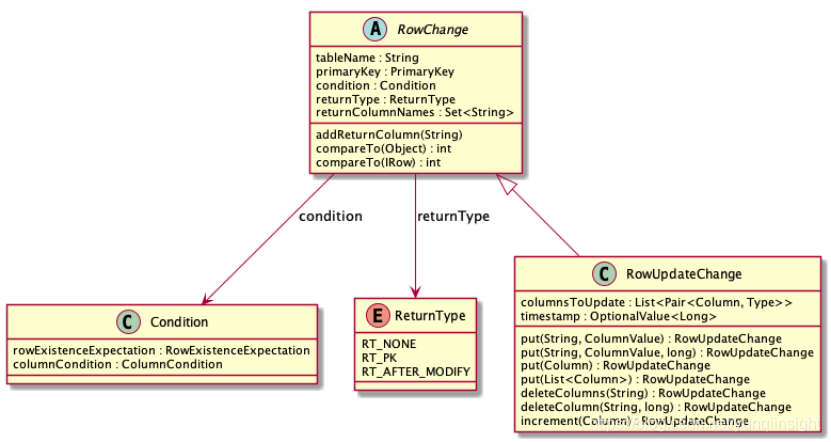 A RowChange
tableName : String
primaryKey : PrimaryKey
condition : Condition
returnType : ReturnType
returnColumnNames : Set<String>
addReturnColumn(String)
compareTo(Object) : int
compareTo(IRow) : int
condition
returnType
C Condition
rowExistenceExpectation : RowExistenceExpectation
columnCondition : ColumnCondition
E ReturnType
RT_NONE
RT_PK
RT_AFTER_MODIFY
C RowUpdateChange
columnsToUpdate : List<Pair<Column, Type>>
timestamp : OptionalValue<Long>
put(String, ColumnValue) : RowUpdateChange
put(String, ColumnValue, long) : RowUpdateChange
put(Column) : RowUpdateChange
put(List<Column>) : RowUpdateChange
deleteColumns(String) : RowUpdateChange
deleteColumn(String, long) : RowUpdateChange
increment(Column) : RowUpdateChange